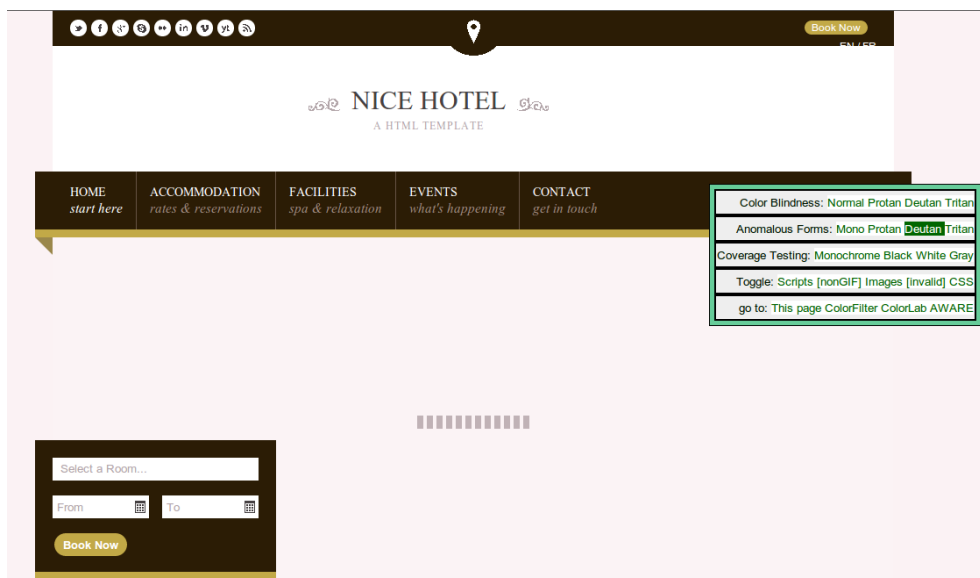 Book Now
EN / FR
NICE HOTEL
A HTML TEMPLATE
HOME
start here
ACCOMMODATION
rates & reservations
FACILITIES
spa & relaxation
EVENTS
what's happening
CONTACT
get in touch
Color Blindness: Normal Protan Deutan Tritan
Anomalous Forms: Mono Protan Deutan Tritan
Coverage Testing: Monochrome Black White Gray
Toggle: Scripts [nonGIF] Images [invalid] CSS
go to: This page ColorFilter ColorLab AWARE
Select a Room...
From
To
Book Now